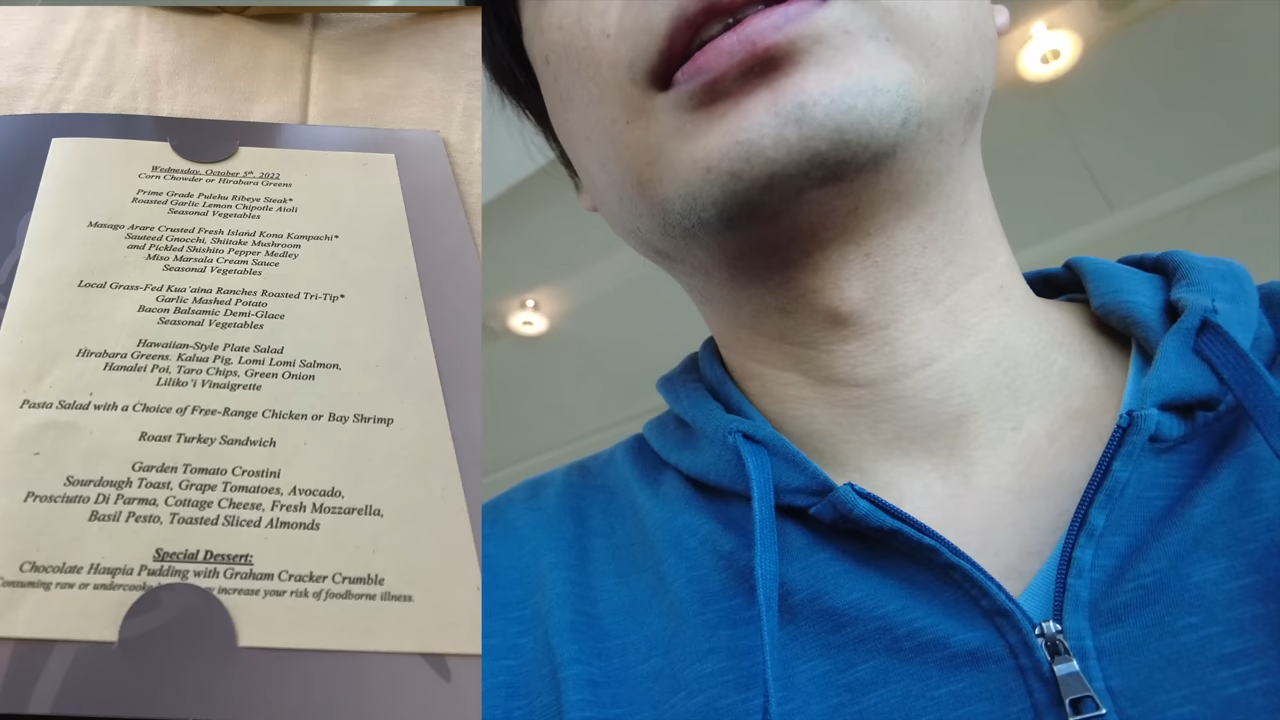 Wednesday, October 5th, 2022
Corn Chowder or Hirabara Greens
Prime Grade Pulehu Ribeye Steak*
Roasted Garlic Lemon Chipotle Aioli
Seasonal Vegetables
Masago Arare Crusted Fresh Island Kona Kampachi*
Sauteed Gnocchi, Shiitake Mushroom
and Pickled Shishito Pepper Medley
Miso Marsala Cream Sauce
Seasonal Vegetables
Local Grass-Fed Kua'aina Ranches Roasted Tri-Tip*
Garlic Mashed Potato
Bacon Balsamic Demi-Glace
Seasonal Vegetables
Hawaiian-Style Plate Salad
Hirabara Greens. Kalua Pig, Lomi Lomi Salmon,
Hanalei Poi, Taro Chips, Green Onion
Liliko'i Vinaigrette
Pasta Salad with a Choice of Free-Range Chicken or Bay Shrimp
Roast Turkey Sandwich
Garden Tomato Crostini
Sourdough Toast, Grape Tomatoes, Avocado,
Prosciutto Di Parma, Cottage Cheese, Fresh Mozzarella,
Basil Pesto, Toasted Sliced Almonds
Special Dessert:
Chocolate Haupia Pudding with Graham Cracker Crumble
Consuming raw or increase your risk of foodborne illness.